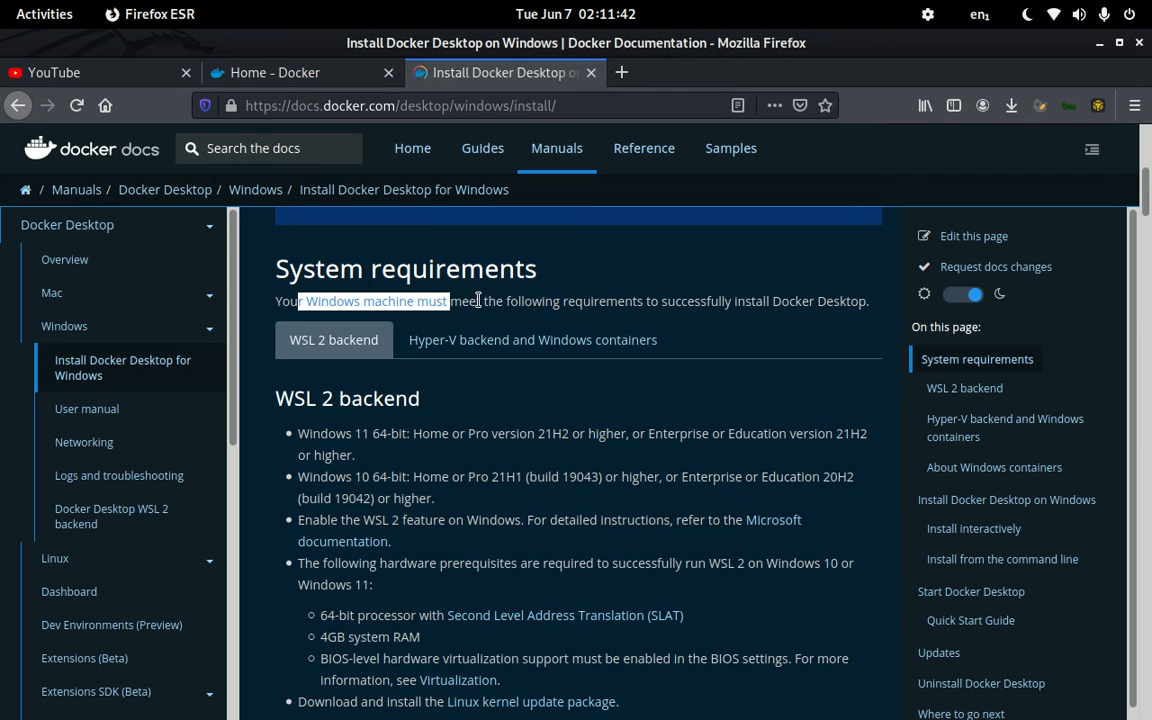 Activities Firefox ESR Tue Jun 7 02:11:42 en₁
Install Docker Desktop on Windows | Docker Documentation - Mozilla Firefox
YouTube Home - Docker Install Docker Desktop o
https://docs.docker.com/desktop/windows/install/
docker docs Search the docs Home Guides Manuals Reference Samples
/ Manuals / Docker Desktop / Windows / Install Docker Desktop for Windows
Docker Desktop
Overview
Mac
Windows
Install Docker Desktop for
Windows
User manual
Networking
Logs and troubleshooting
Docker Desktop WSL 2
backend
Linux
Dashboard
Dev Environments (Preview)
Extensions (Beta)
Extensions SDK (Beta)
System requirements
Your Windows machine must meet the following requirements to successfully install Docker Desktop.
WSL 2 backend Hyper-V backend and Windows containers
WSL 2 backend
Windows 11 64-bit: Home or Pro version 21H2 or higher, or Enterprise or Education version 21H2
or higher.
Windows 10 64-bit: Home or Pro 21H1 (build 19043) or higher, or Enterprise or Education 20H2
(build 19042) or higher.
Enable the WSL 2 feature on Windows. For detailed instructions, refer to the Microsoft
documentation.
The following hardware prerequisites are required to successfully run WSL 2 on Windows 10 or
Windows 11:
64-bit processor with Second Level Address Translation (SLAT)
4GB system RAM
BIOS-level hardware virtualization support must be enabled in the BIOS settings. For more
information, see Virtualization.
Download and install the Linux kernel update package.
Edit this page
Request docs changes
On this page:
System requirements
WSL 2 backend
Hyper-V backend and Windows
containers
About Windows containers
Install Docker Desktop on Windows
Install interactively
Install from the command line
Start Docker Desktop
Quick Start Guide
Updates
Uninstall Docker Desktop
Where to go next